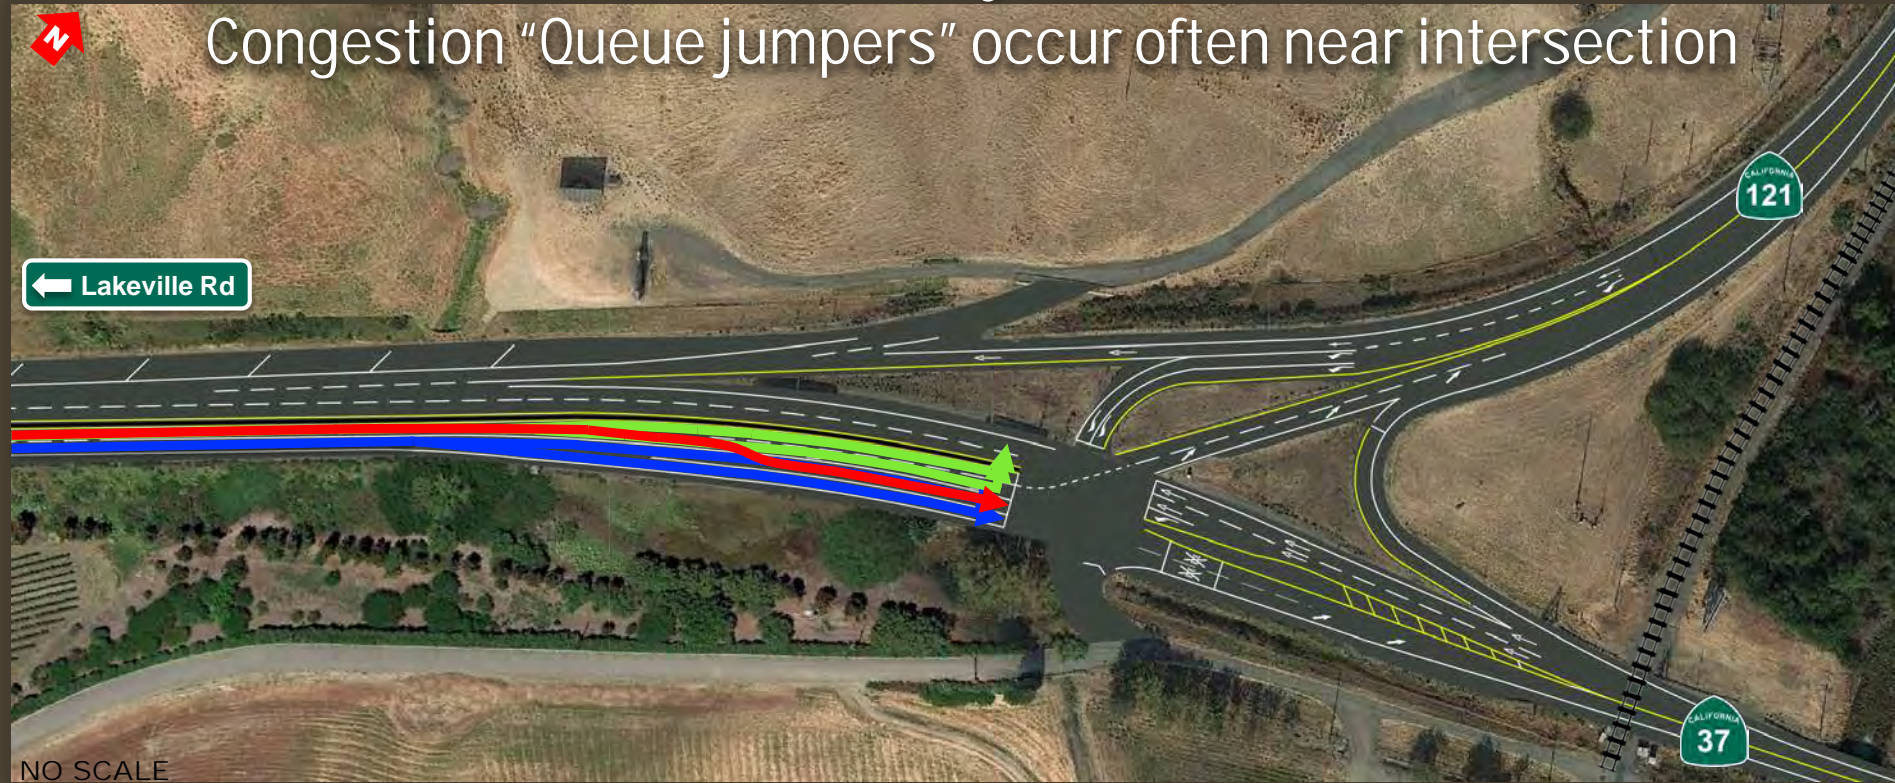 Congestion “Queue jumpers” occur often near intersection
N
CALIFORNIA
121
Lakeville Rd
CALIFORNIA
37
NO SCALE